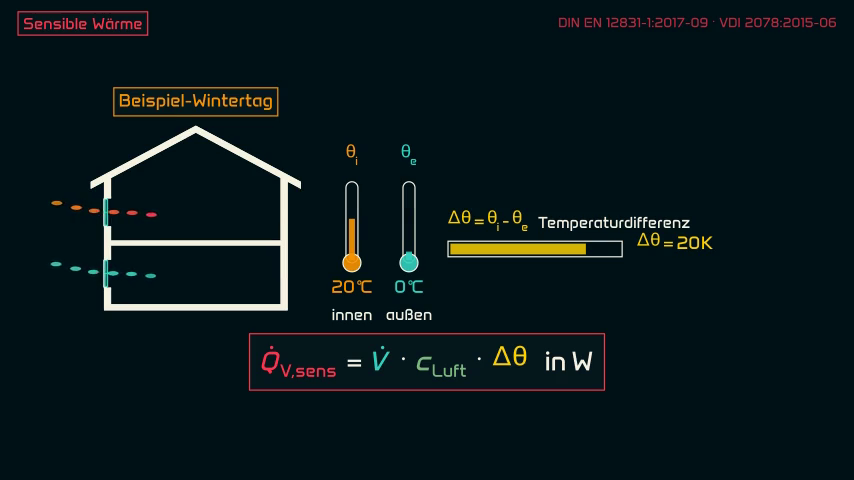 Sensible Wärme
DIN EN 12831-1:2017-09 · VDI 2078:2015-06
Beispiel-Wintertag
θi θe
Δθ=θi-θe Temperaturdifferenz
Δθ=20K
20°C 0°C
innen außen
Q̇V,sens = V̇ · cLuft · Δθ in W